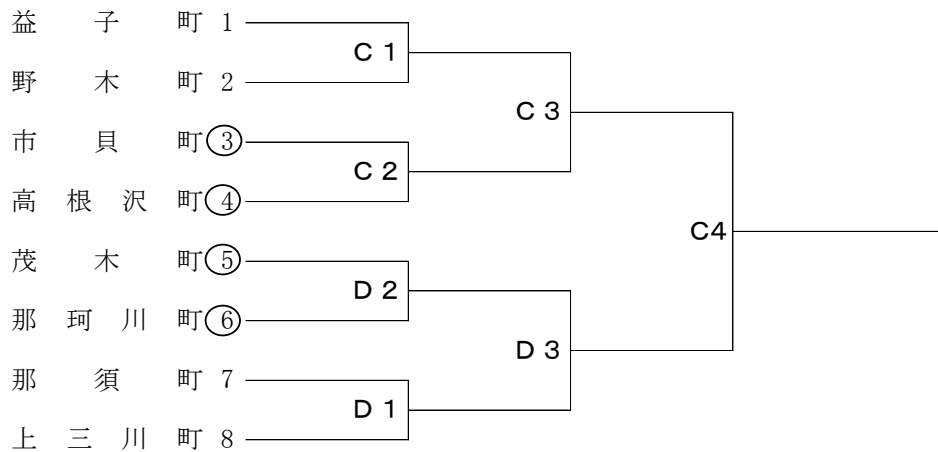 益子町 1
C 1
野木町 2
C 3
市貝町 ③
C 2
高根沢町 ④
C4
茂木町 ⑤
D 2
那珂川町 ⑥
D 3
那須町 7
D 1
上三川町 8